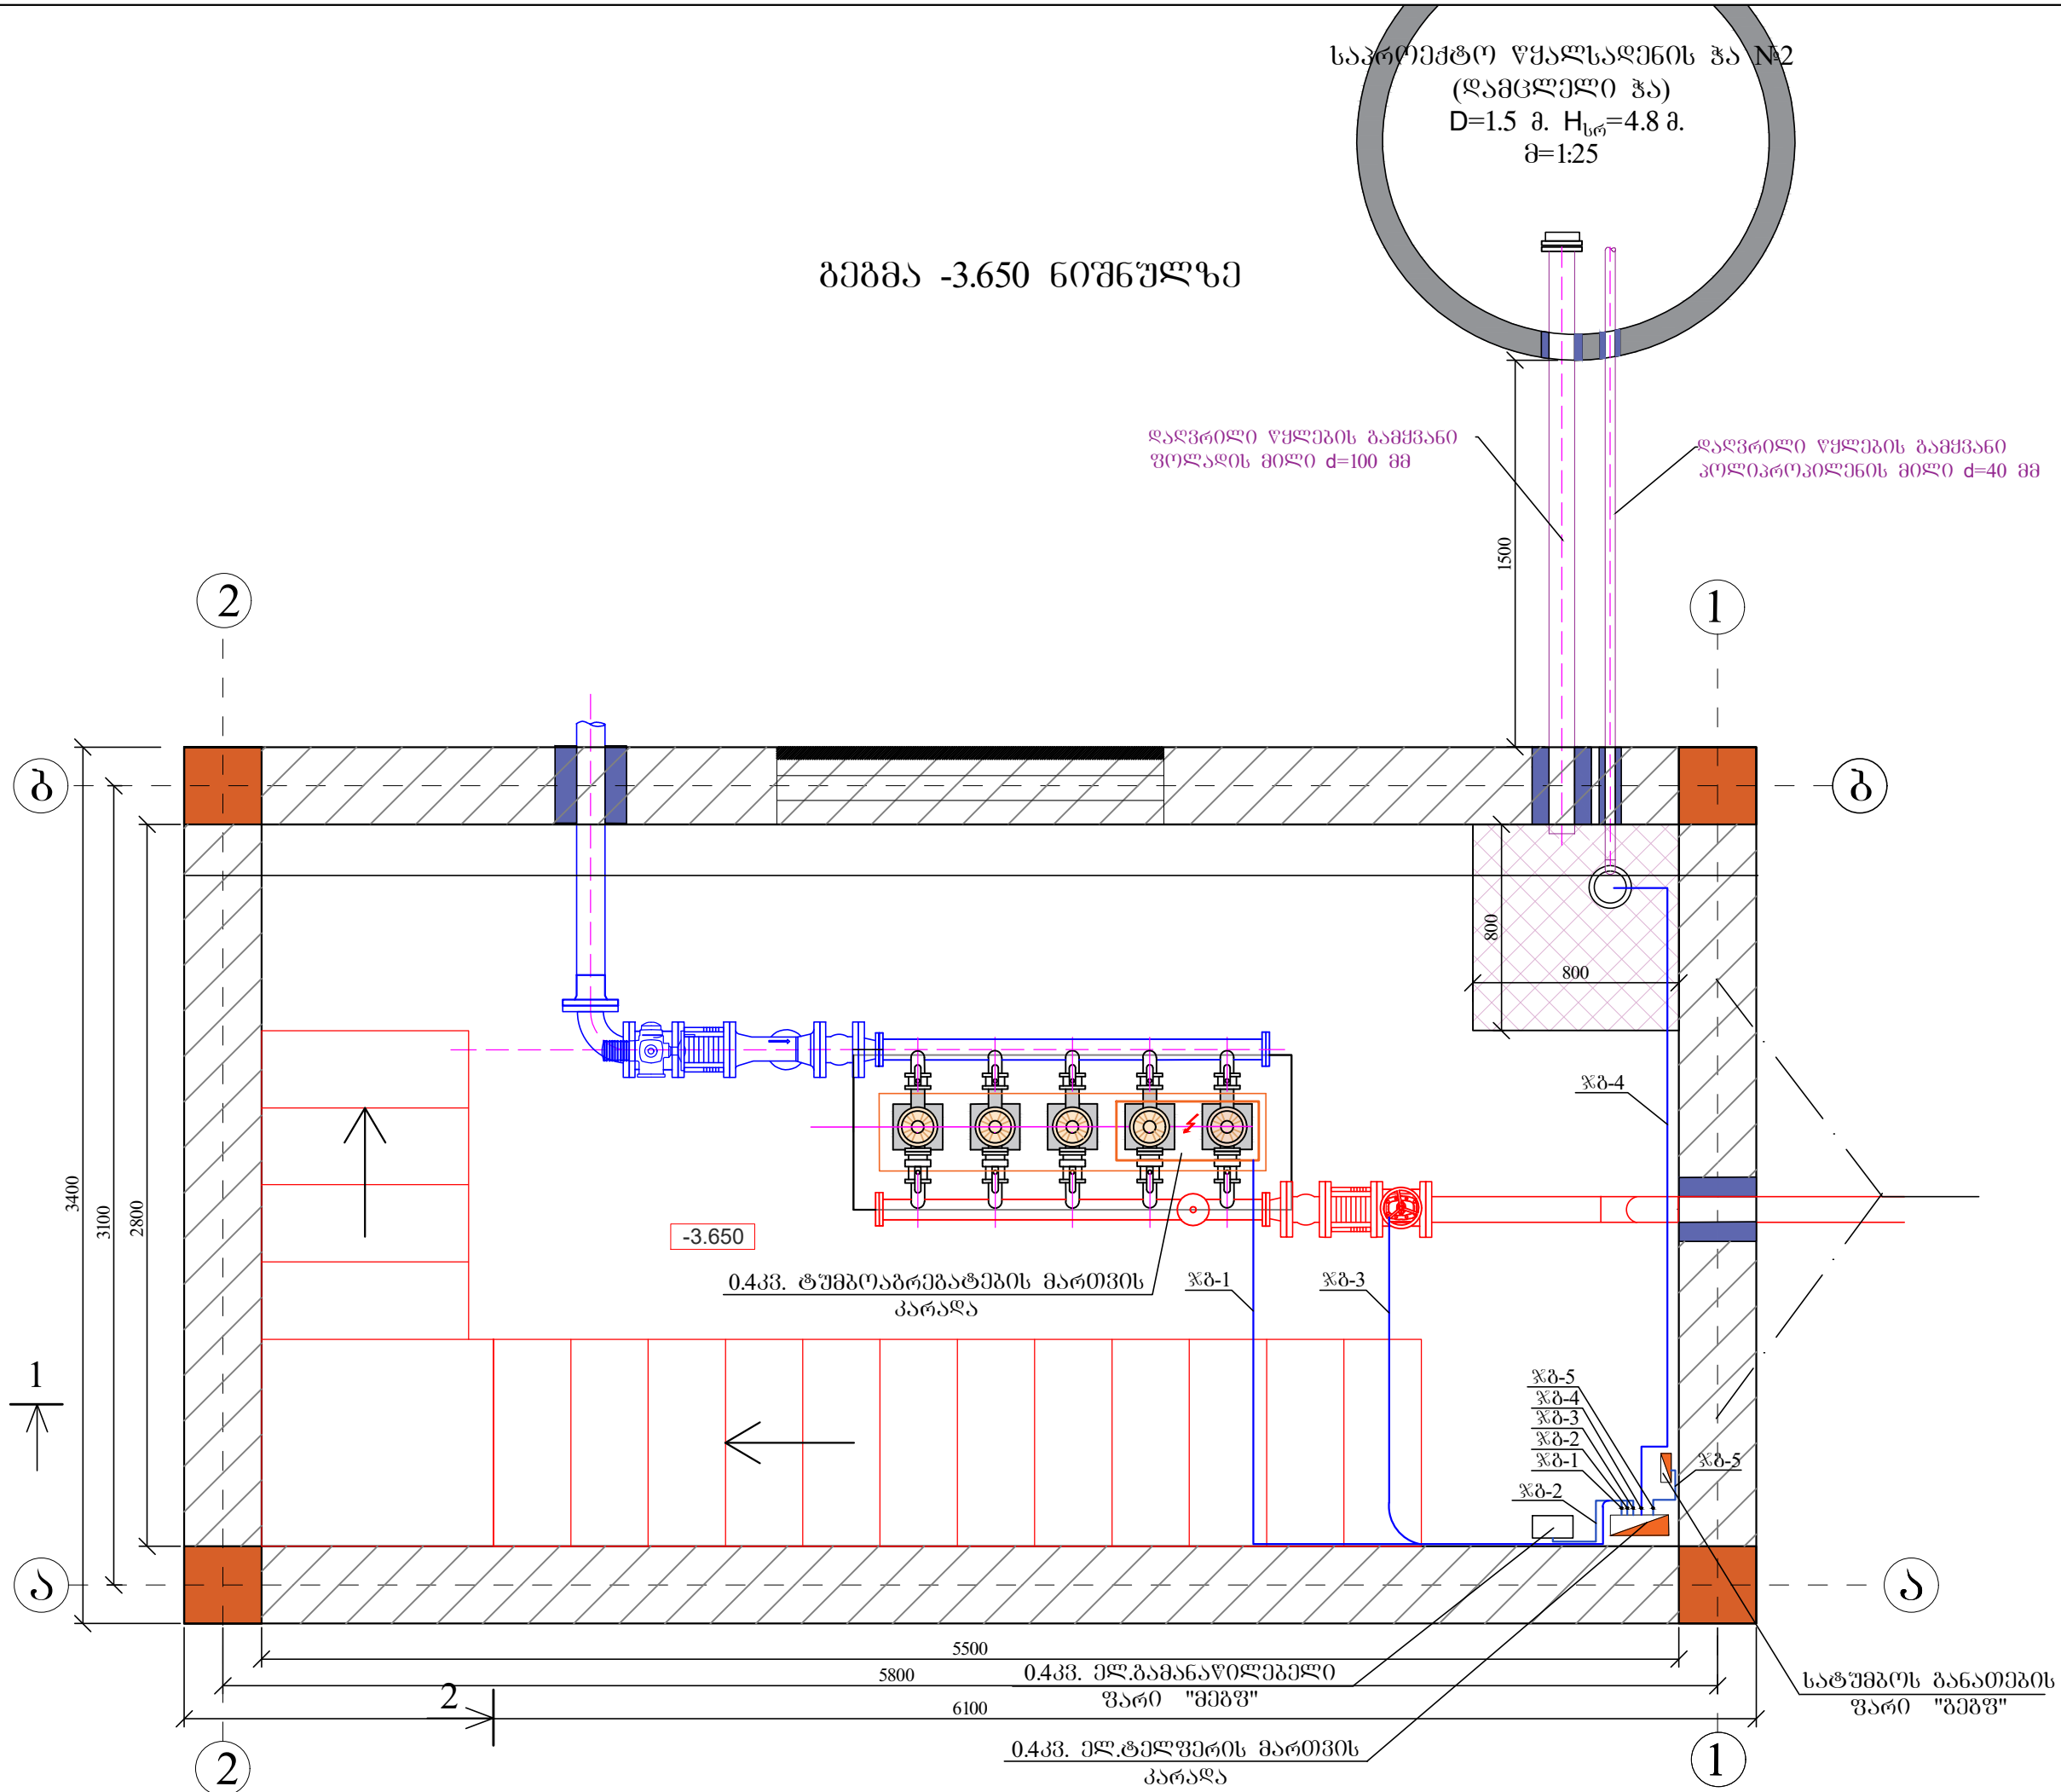 საპროექტო წყალსადენის ჭა №2
(დამცლელი ჭა)
D=1.5 მ. Hსრ=4.8 მ.
მ=1:25
გეგმა -3.650 ნიშნულზე
დაღვრილი წყლების გამყვანი
ფოლადის მილი d=100 მმ
დაღვრილი წყლების გამყვანი
პოლიპროპილენის მილი d=40 მმ
1500
2
1
ბ
ბ
800
800
ჯგ-4
3400
3100
2800
-3.650
0.4კვ. ტუმბოაგრეგატების მართვის
კარადა
ჯგ-1
ჯგ-3
1
ჯგ-5
ჯგ-4
ჯგ-3
ჯგ-2
ჯგ-1
ჯგ-5
ჯგ-2
ა
ა
5500
5800
6100
2
0.4კვ. ელ.გამანაწილებელი
ფარი "მეგფ"
სატუმბოს განათების
ფარი "გეგფ"
0.4კვ. ელ.ტელფერის მართვის
კარადა
2
1